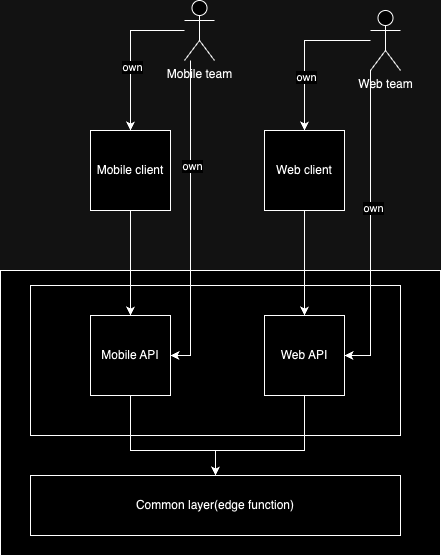 Mobile team
Web team
own
own
Mobile client
Web client
own
own
Mobile API
Web API
Common layer(edge function)